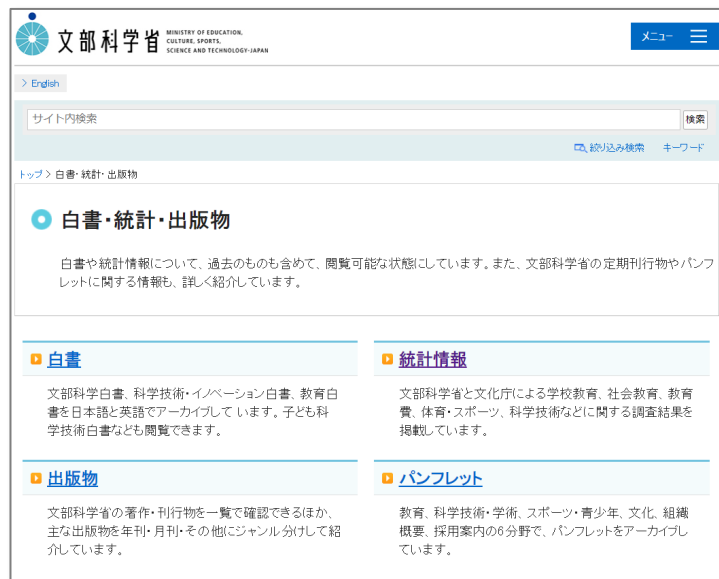 文部科学省
MINISTRY OF EDUCATION,
CULTURE, SPORTS,
SCIENCE AND TECHNOLOGY-JAPAN
メニュー
> English
サイト内検索
検索
絞り込み検索 キーワード
トップ > 白書・統計・出版物
白書・統計・出版物
白書や統計情報について、過去のものも含めて、閲覧可能な状態にしています。また、文部科学省の定期刊行物やパンフ
レットに関する情報も、詳しく紹介しています。
白書
文部科学白書、科学技術・イノベーション白書、教育白
書を日本語と英語でアーカイブして います。子ども科
学技術白書なども閲覧できます。
統計情報
文部科学省と文化庁による学校教育、社会教育、教育
費、体育・スポーツ、科学技術などに関する調査結果を
掲載しています。
出版物
文部科学省の著作・刊行物を一覧で確認できるほか、
主な出版物を年刊・月刊・その他にジャンル分けして紹
介しています。
パンフレット
教育、科学技術・学術、スポーツ・青少年、文化、組織
概要、採用案内の6分野で、パンフレットをアーカイブし
ています。